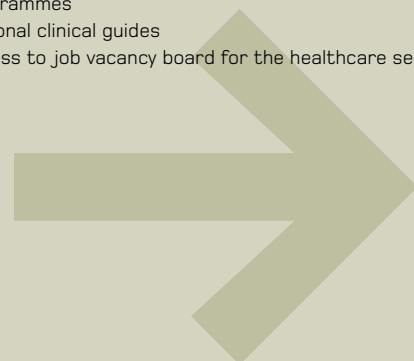 rammes
onal clinical guides
ss to job vacancy board for the healthcare se